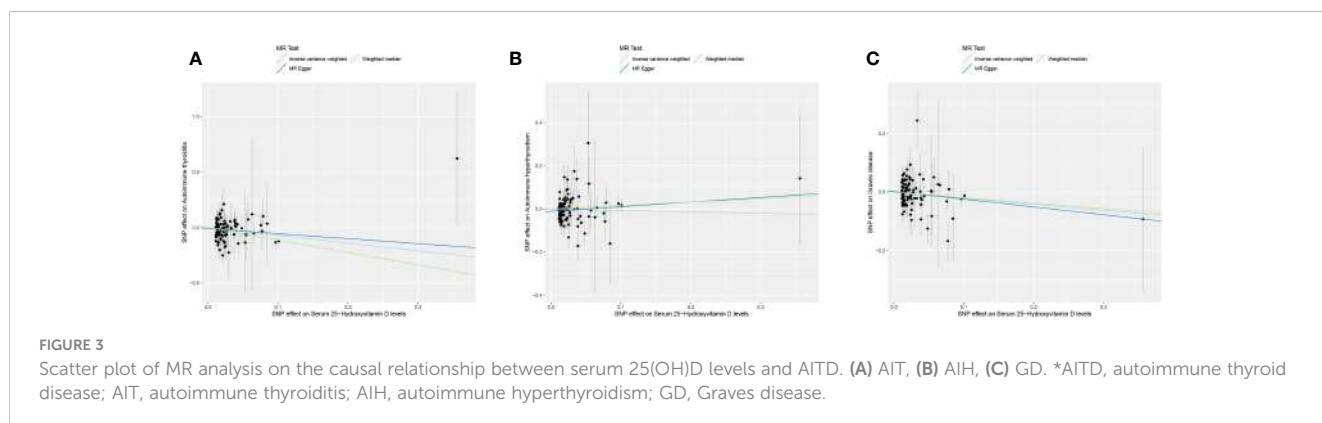 A
MR Test
Inverse variance weighted
Weighted median
MR Egger
SNP effect on Autoimmune thyroiditis
SNP effect on Serum 25-Hydroxyvitamin D levels
B
MR Test
Inverse variance weighted
Weighted median
MR Egger
SNP effect on Autoimmune hyperthyroidism
SNP effect on Serum 25-Hydroxyvitamin D levels
C
MR Test
Inverse variance weighted
Weighted median
MR Egger
SNP effect on Graves disease
SNP effect on Serum 25-Hydroxyvitamin D levels
FIGURE 3
Scatter plot of MR analysis on the causal relationship between serum 25(OH)D levels and AITD. (A) AIT, (B) AIH, (C) GD. *AITD, autoimmune thyroid
disease; AIT, autoimmune thyroiditis; AIH, autoimmune hyperthyroidism; GD, Graves disease.